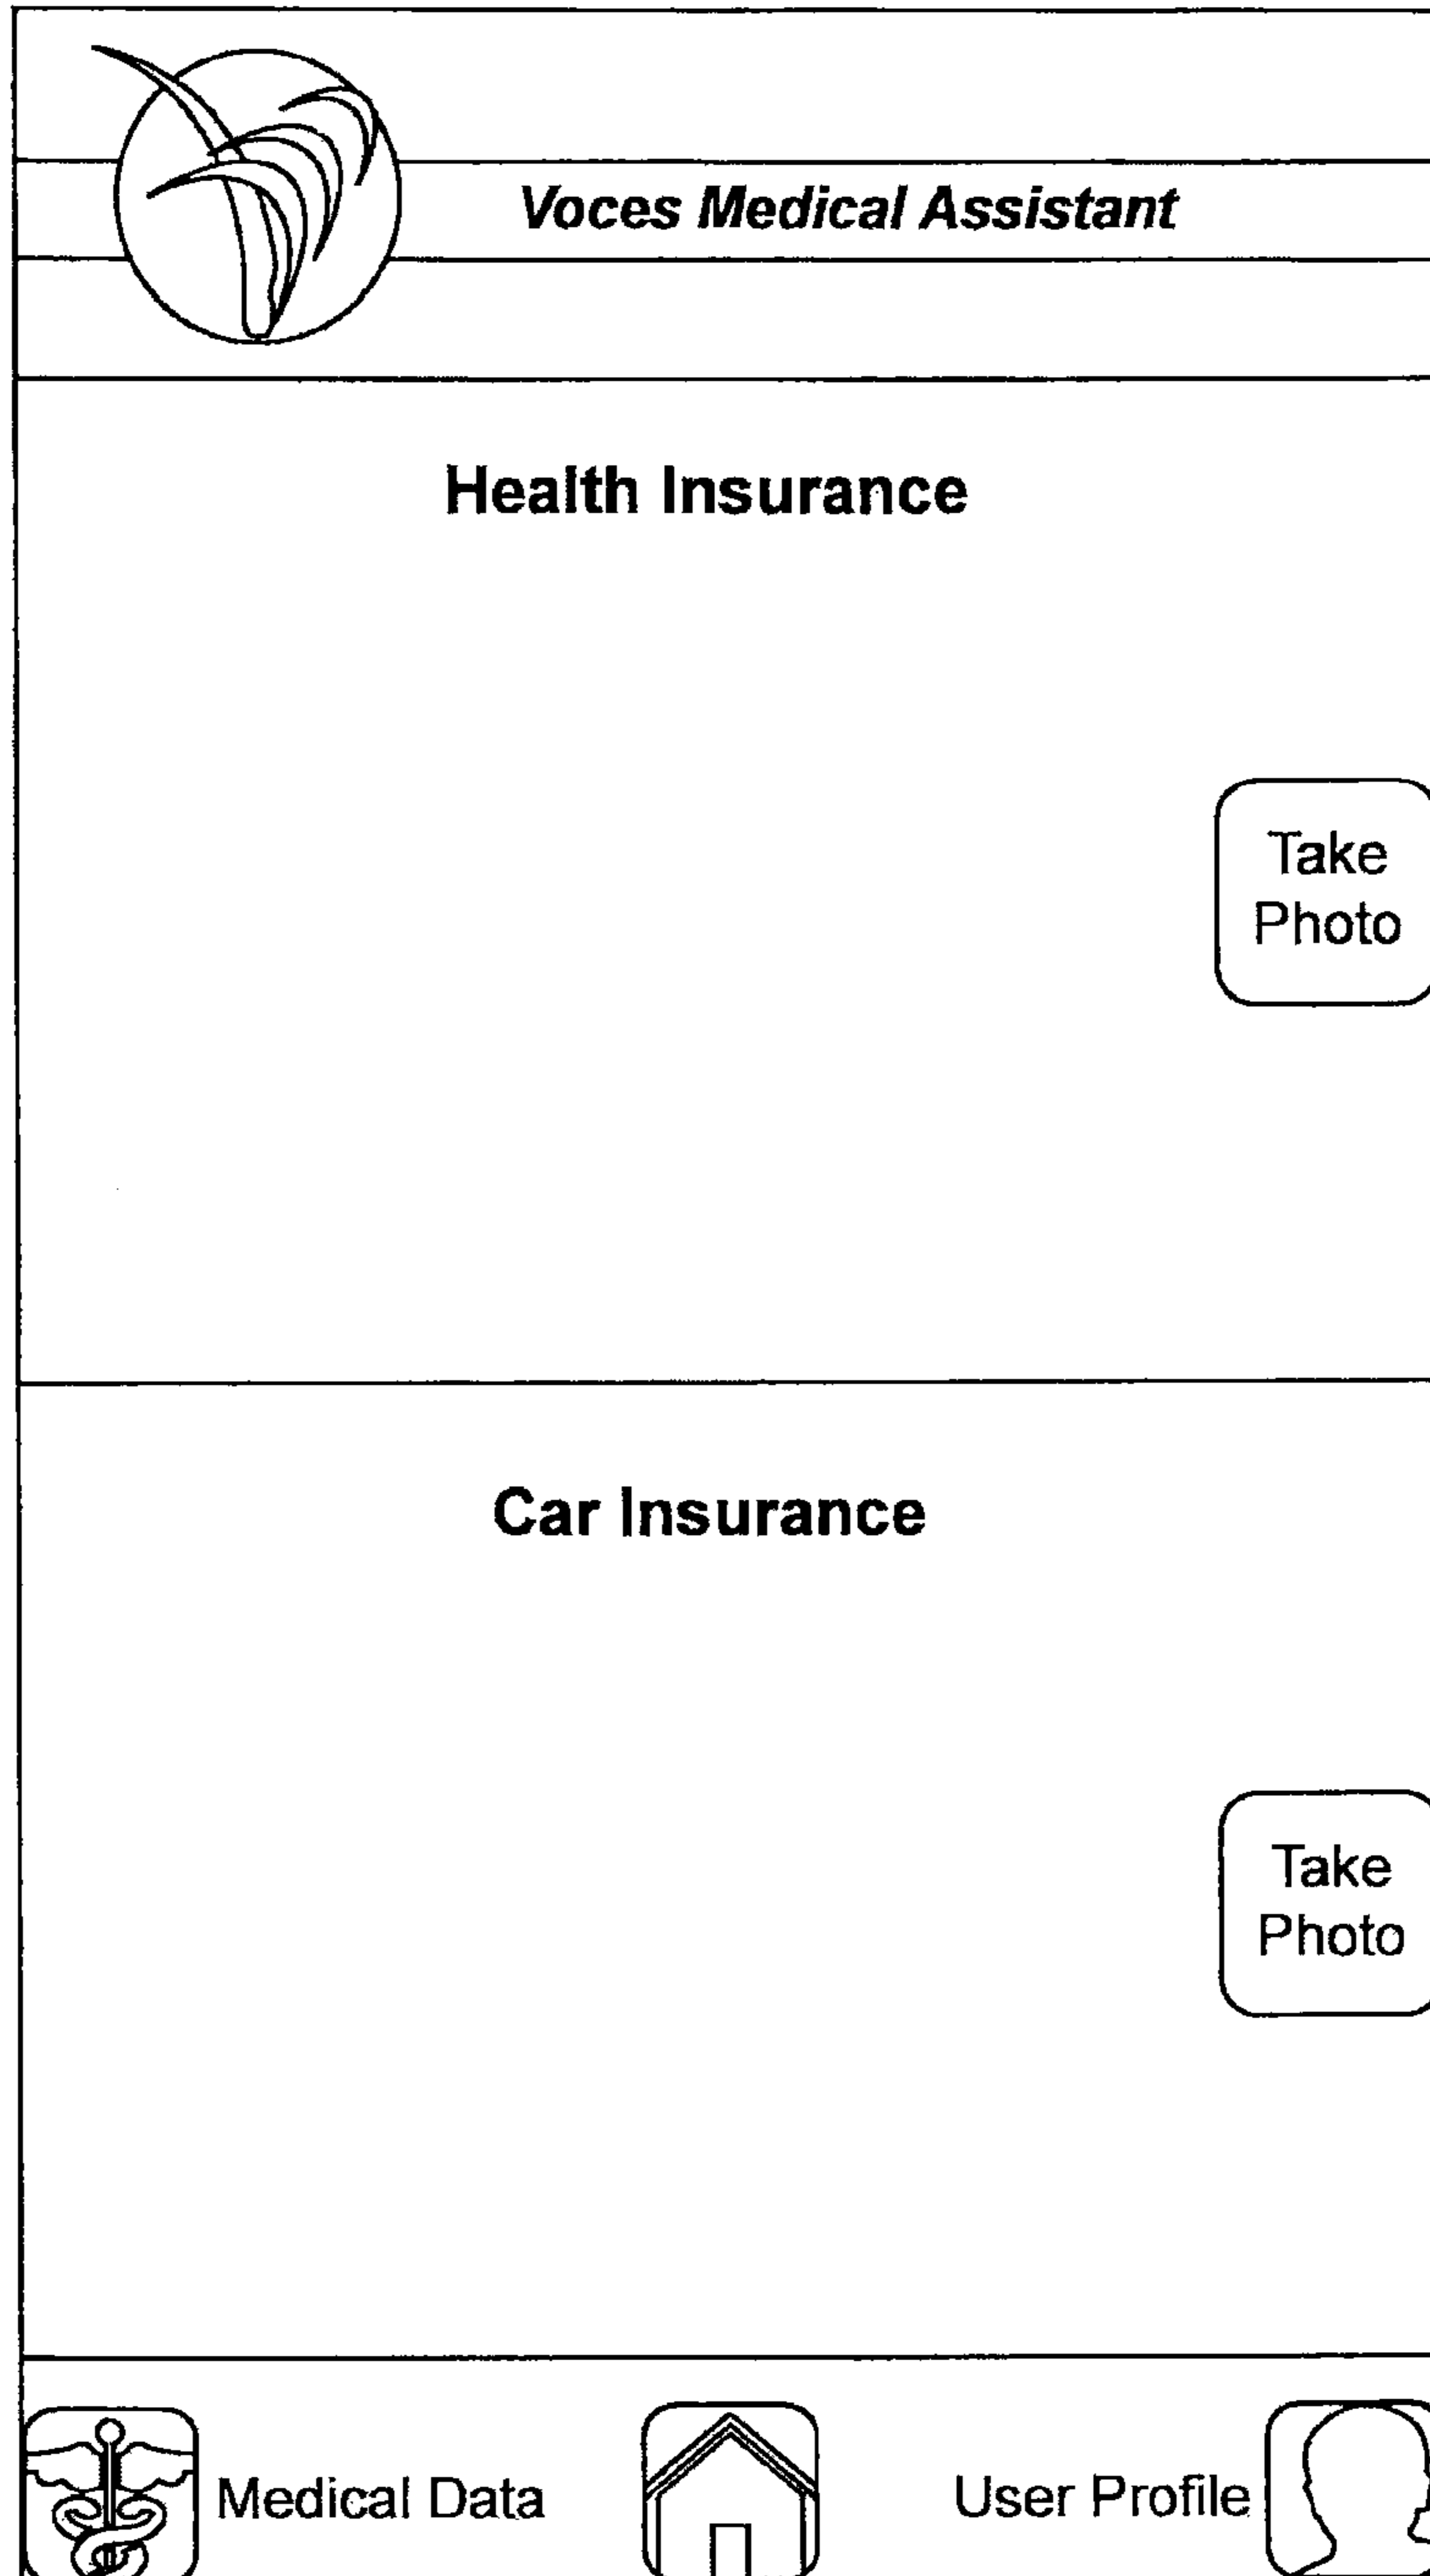 Voces Medical Assistant
Health Insurance
Take
Photo
Car Insurance
Take
Photo
Medical Data
User Profile